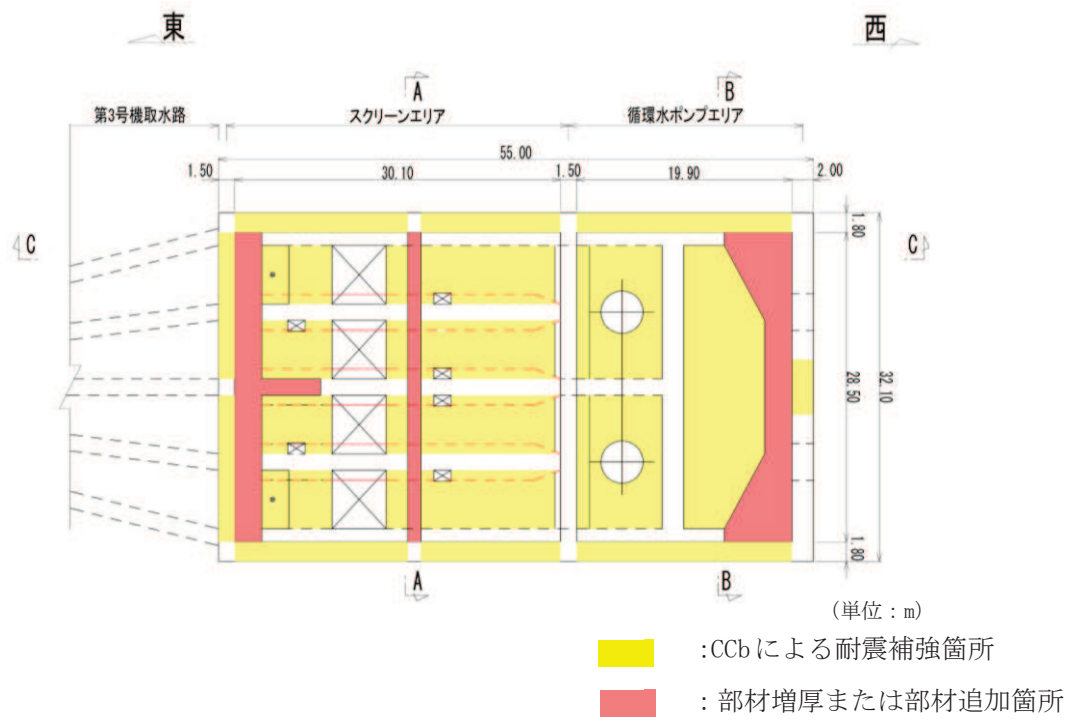 東
西
A
B
第3号機取水路
スクリーンエリア
循環水ポンプエリア
55.00
1.50
30.10
1.50
19.90
2.00
C
C
1.80
28.50
32.10
1.80
A
B
(単位：m)
:CCbによる耐震補強箇所
：部材増厚または部材追加箇所